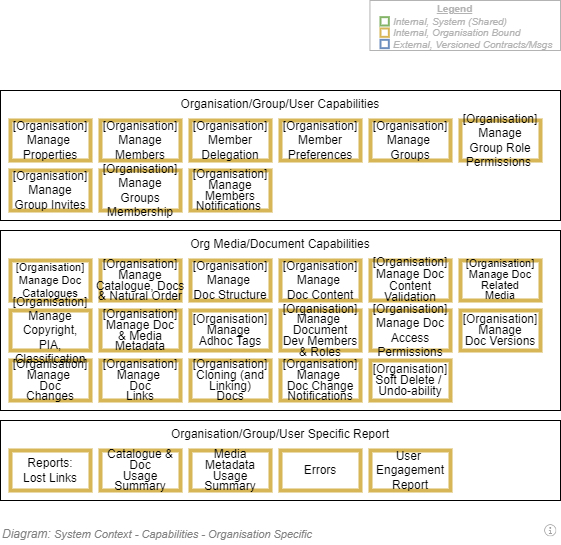 Legend
Internal, System (Shared)
Internal, Organisation Bound
External, Versioned Contracts/Msgs
Organisation/Group/User Capabilities
[Organisation]
Manage
Properties
[Organisation]
Manage
Members
[Organisation]
Member
Delegation
[Organisation]
Member
Preferences
[Organisation]
Manage
Groups
[Organisation]
Manage
Group Role
Permissions
[Organisation]
Manage
Group Invites
[Organisation]
Manage
Groups
Membership
[Organisation]
Manage
Members
Notifications
Org Media/Document Capabilities
[Organisation]
Manage Doc
Catalogues
[Organisation]
Manage
Catalogue, Docs
& Natural Order
[Organisation]
Manage
Doc Structure
[Organisation]
Manage
Doc Content
[Organisation]
Manage Doc
Content
Validation
[Organisation]
Manage Doc
Related
Media
[Organisation]
Manage
Copyright,
PIA,
Classification
[Organisation]
Manage Doc
& Media
Metadata
[Organisation]
Manage
Adhoc Tags
[Organisation]
Manage
Document
Dev Members
& Roles
[Organisation]
Manage Doc
Access
Permissions
[Organisation]
Manage
Doc Versions
[Organisation]
Manage
Doc
Changes
[Organisation]
Manage
Doc
Links
[Organisation]
Cloning (and
Linking)
Docs
[Organisation]
Manage
Doc Change
Notifications
[Organisation]
Soft Delete /
Undo-ability
Organisation/Group/User Specific Report
Reports:
Lost Links
Catalogue &
Doc
Usage
Summary
Media
Metadata
Usage
Summary
Errors
User
Engagement
Report
Diagram: System Context - Capabilities - Organisation Specific